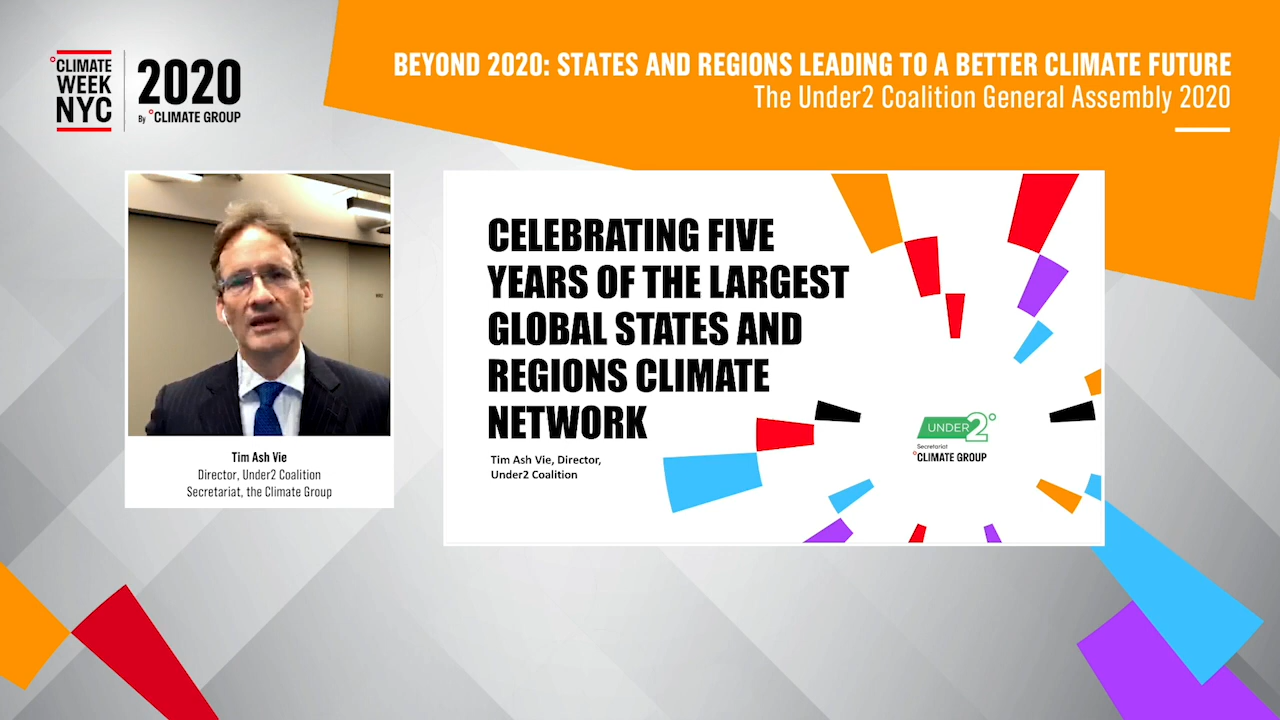 °CLIMATE
WEEK
NYC
2020
By °CLIMATE GROUP
BEYOND 2020: STATES AND REGIONS LEADING TO A BETTER CLIMATE FUTURE
The Under2 Coalition General Assembly 2020
Tim Ash Vie
Director, Under2 Coalition
Secretariat, the Climate Group
CELEBRATING FIVE
YEARS OF THE LARGEST
GLOBAL STATES AND
REGIONS CLIMATE
NETWORK
Tim Ash Vie, Director,
Under2 Coalition
UNDER2°
Secretariat
°CLIMATE GROUP